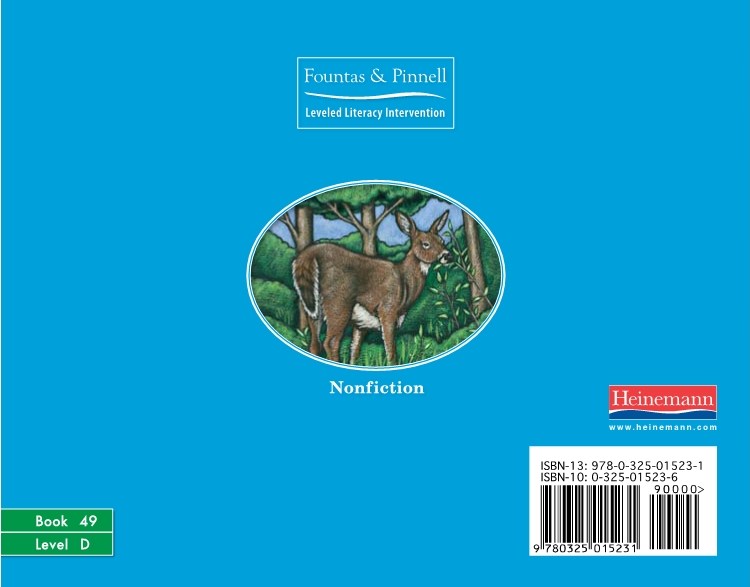 Fountas & Pinnell
Leveled Literacy Intervention
Nonfiction
Heinemann
www.heinemann.com
ISBN-13: 978-0-325-01523-1
ISBN-10: 0-325-01523-6
90000>
9 780325 015231
Book 49
Level D